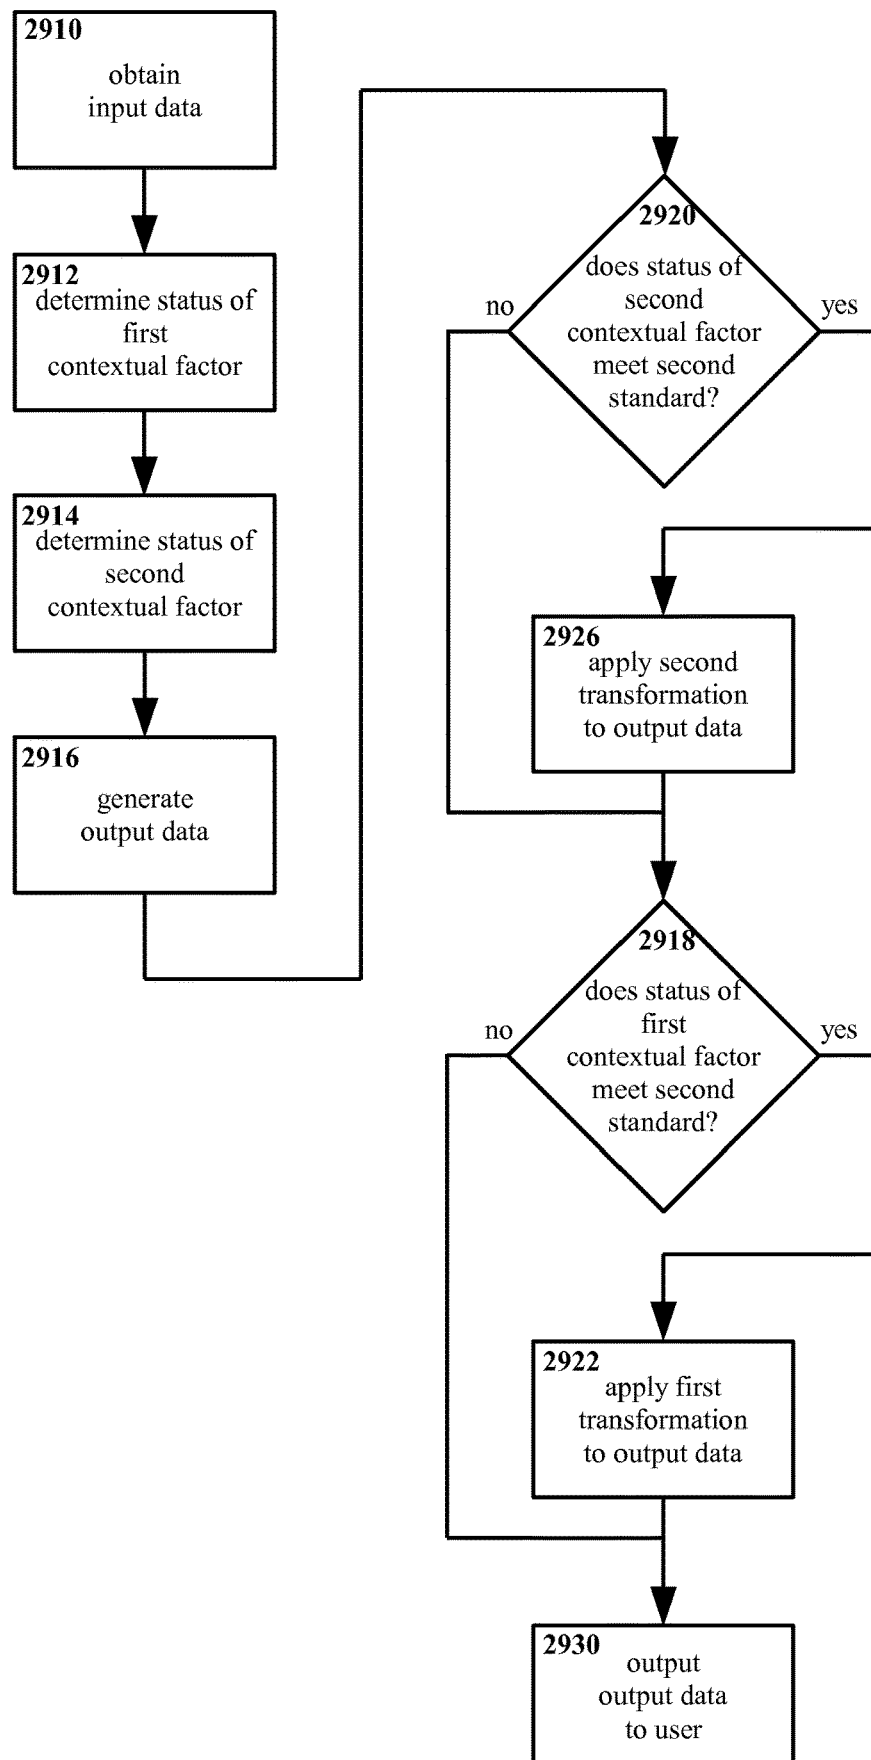 2910
obtain
input data
2912
determine status of
first
contextual factor
2914
determine status of
second
contextual factor
2916
generate
output data
2920
does status of
second
contextual factor
meet second
standard?
no
yes
2926
apply second
transformation
to output data
2918
does status of
first
contextual factor
meet second
standard?
no
yes
2922
apply first
transformation
to output data
2930
output
output data
to user